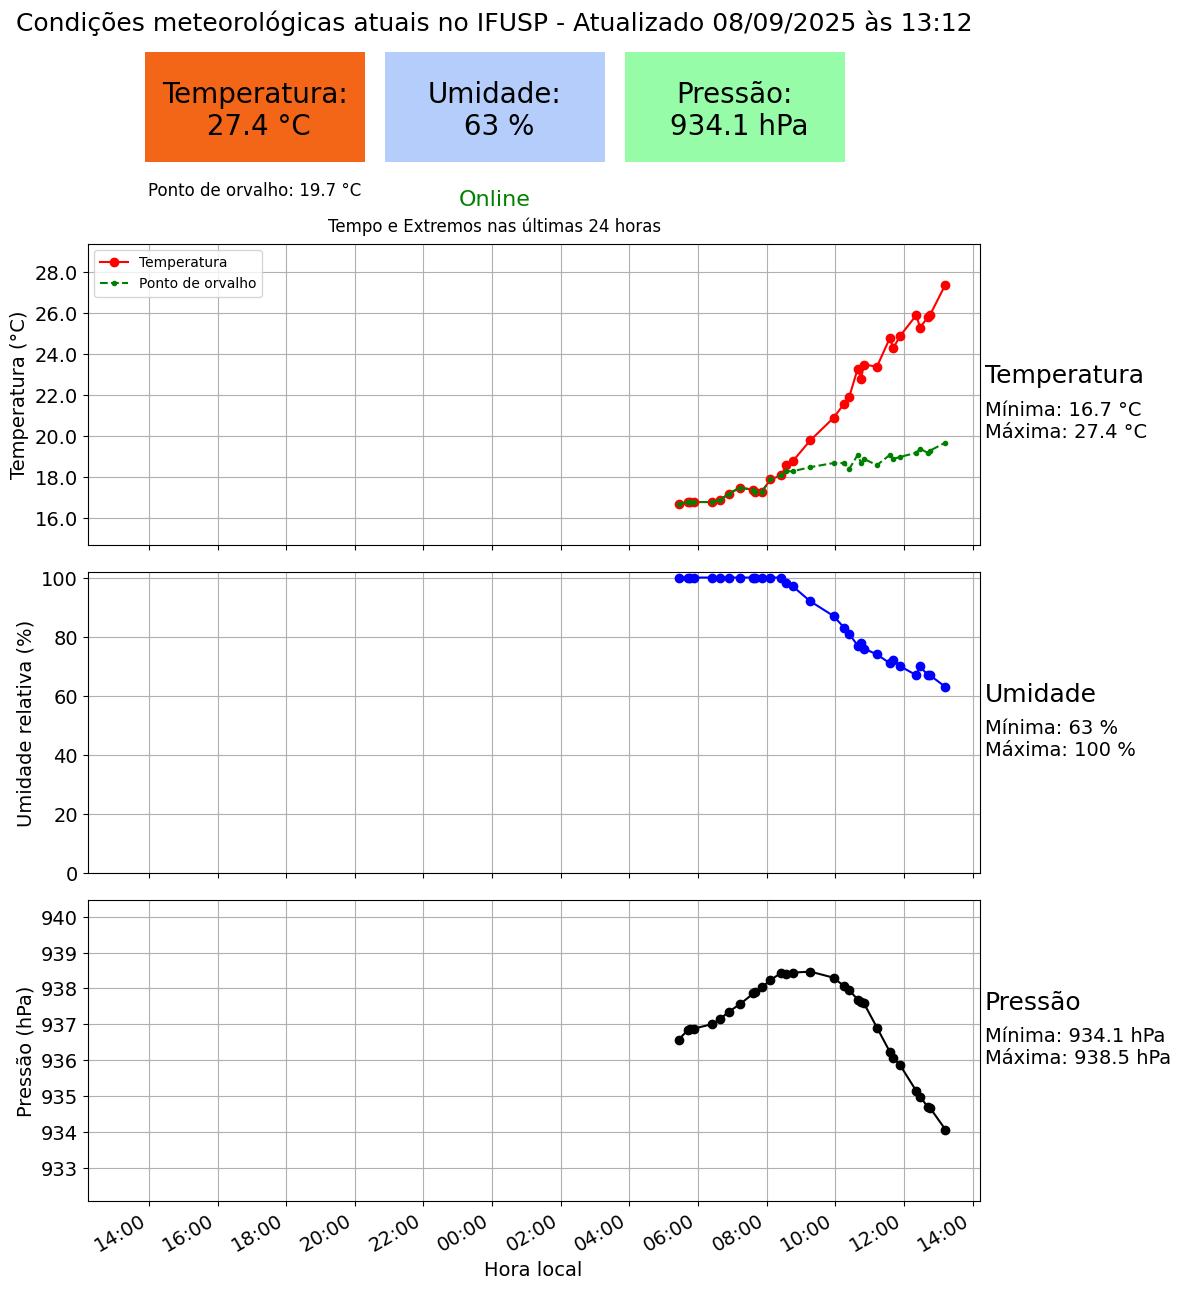 Condições meteorológicas atuais no IFUSP - Atualizado 08/09/2025 às 13:12
Temperatura:
27.4 °C
Umidade:
63 %
Pressão:
934.1 hPa
Ponto de orvalho: 19.7 °C
Online
Tempo e Extremos nas últimas 24 horas
Temperatura
Ponto de orvalho
Temperatura (°C)
28.0
26.0
24.0
22.0
20.0
18.0
16.0
Temperatura
Mínima: 16.7 °C
Máxima: 27.4 °C
Umidade relativa (%)
100
80
60
40
20
0
Umidade
Mínima: 63 %
Máxima: 100 %
Pressão (hPa)
940
939
938
937
936
935
934
933
Pressão
Mínima: 934.1 hPa
Máxima: 938.5 hPa
14:00
16:00
18:00
20:00
22:00
00:00
02:00
04:00
06:00
08:00
10:00
12:00
14:00
Hora local